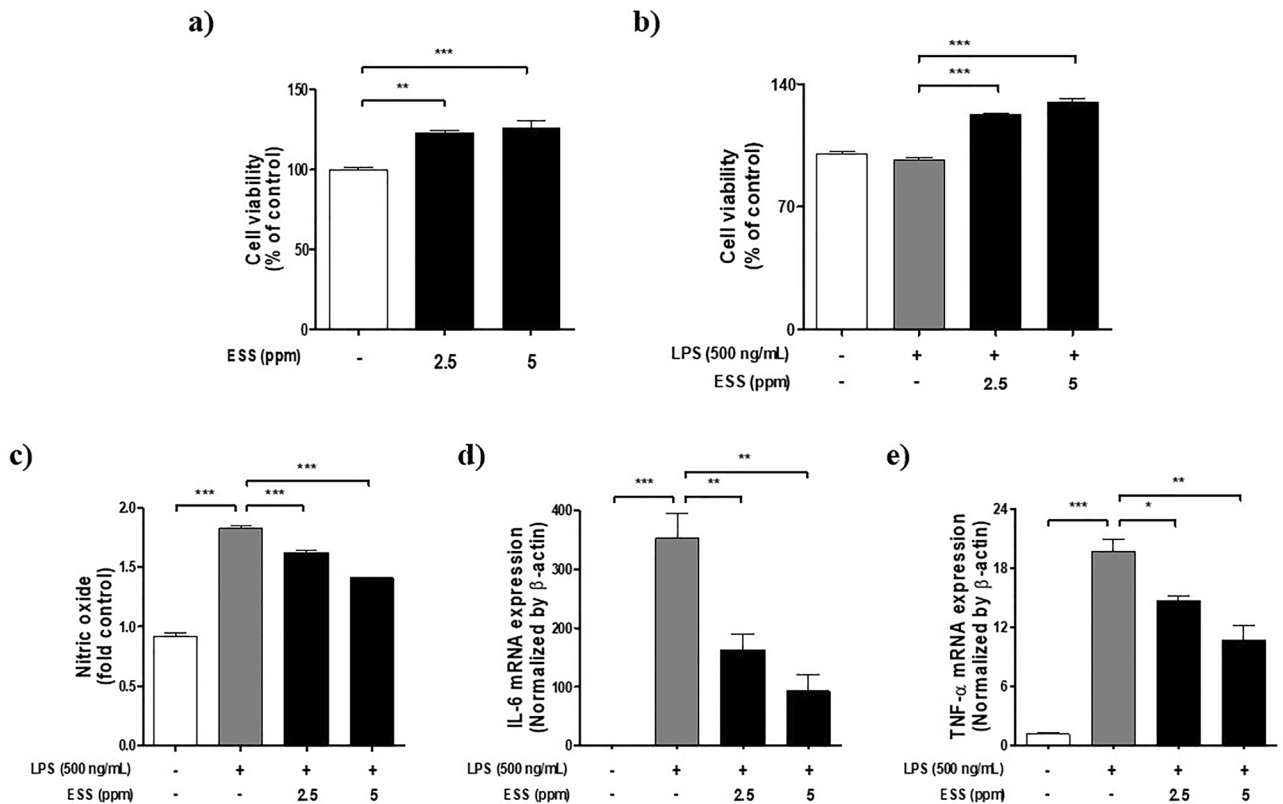 a)
***
**
150
100
50
0
Cell viability
(% of control)
ESS (ppm) - 2.5 5
b)
***
***
140
70
0
Cell viability
(% of control)
LPS (500 ng/mL) - + + +
ESS (ppm) - - 2.5 5
c)
***
*** ***
2.0
1.5
1.0
0.5
0.0
Nitric oxide
(fold control)
LPS (500 ng/mL) - + + +
ESS (ppm) - - 2.5 5
d)
**
*** **
400
300
200
100
0
IL-6 mRNA expression
(Normalized by β-actin)
LPS (500 ng/mL) - + + +
ESS (ppm) - - 2.5 5
e)
**
*** *
24
18
12
6
0
TNF-α mRNA expression
(Normalized by β-actin)
LPS (500 ng/mL) - + + +
ESS (ppm) - - 2.5 5